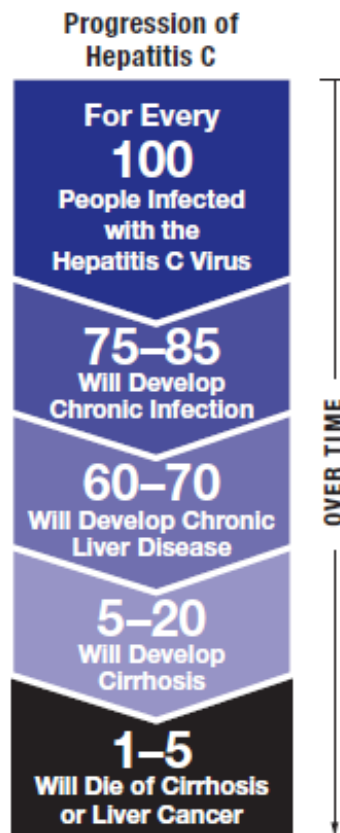 Progression of
Hepatitis C
For Every
100
People Infected
with the
Hepatitis C Virus
75–85
Will Develop
Chronic Infection
60–70
Will Develop Chronic
Liver Disease
5–20
Will Develop
Cirrhosis
1–5
Will Die of Cirrhosis
or Liver Cancer
OVER TIME